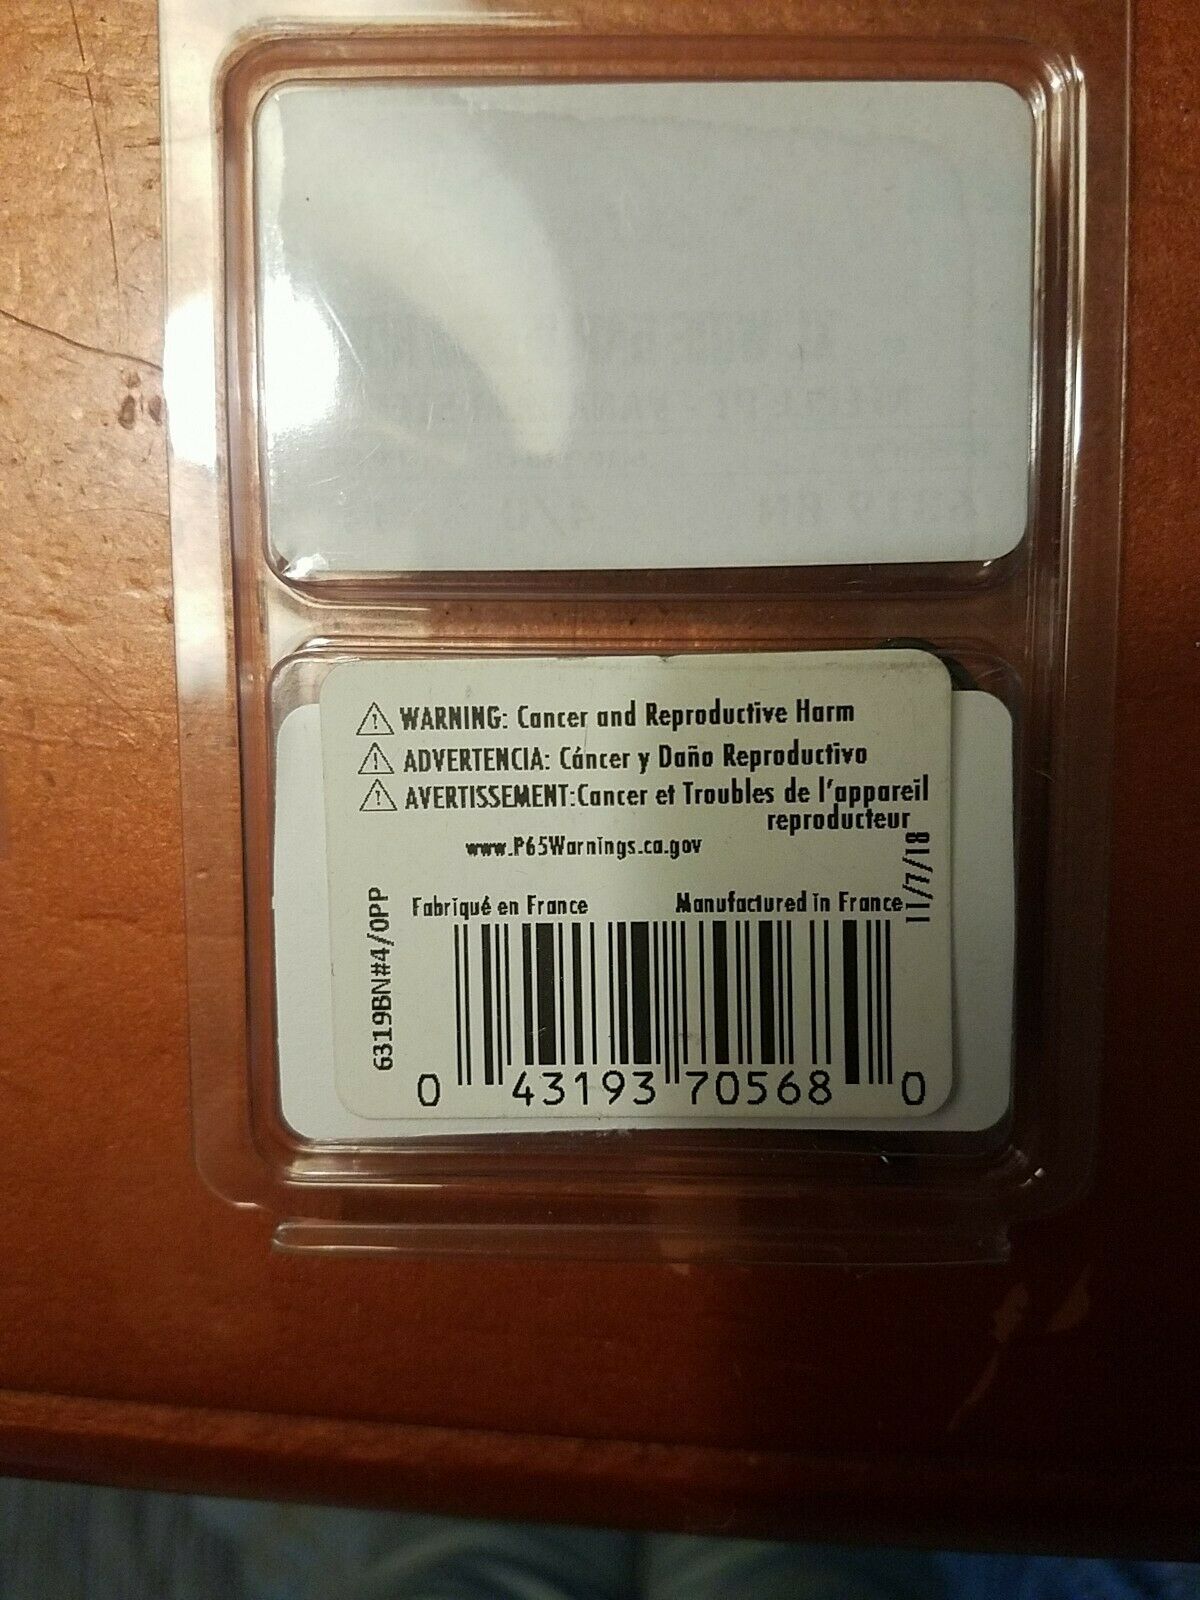 WARNING: Cancer and Reproductive Harm
ADVERTENCIA: Cáncer y Daño Reproductivo
AVERTISSEMENT:Cancer et Troubles de l'appareil
reproducteur
www.P65Warnings.ca.gov
11/7/18
Fabriqué en France Manufactured in France
6319BN#4/0PP
0 43193 70568 0